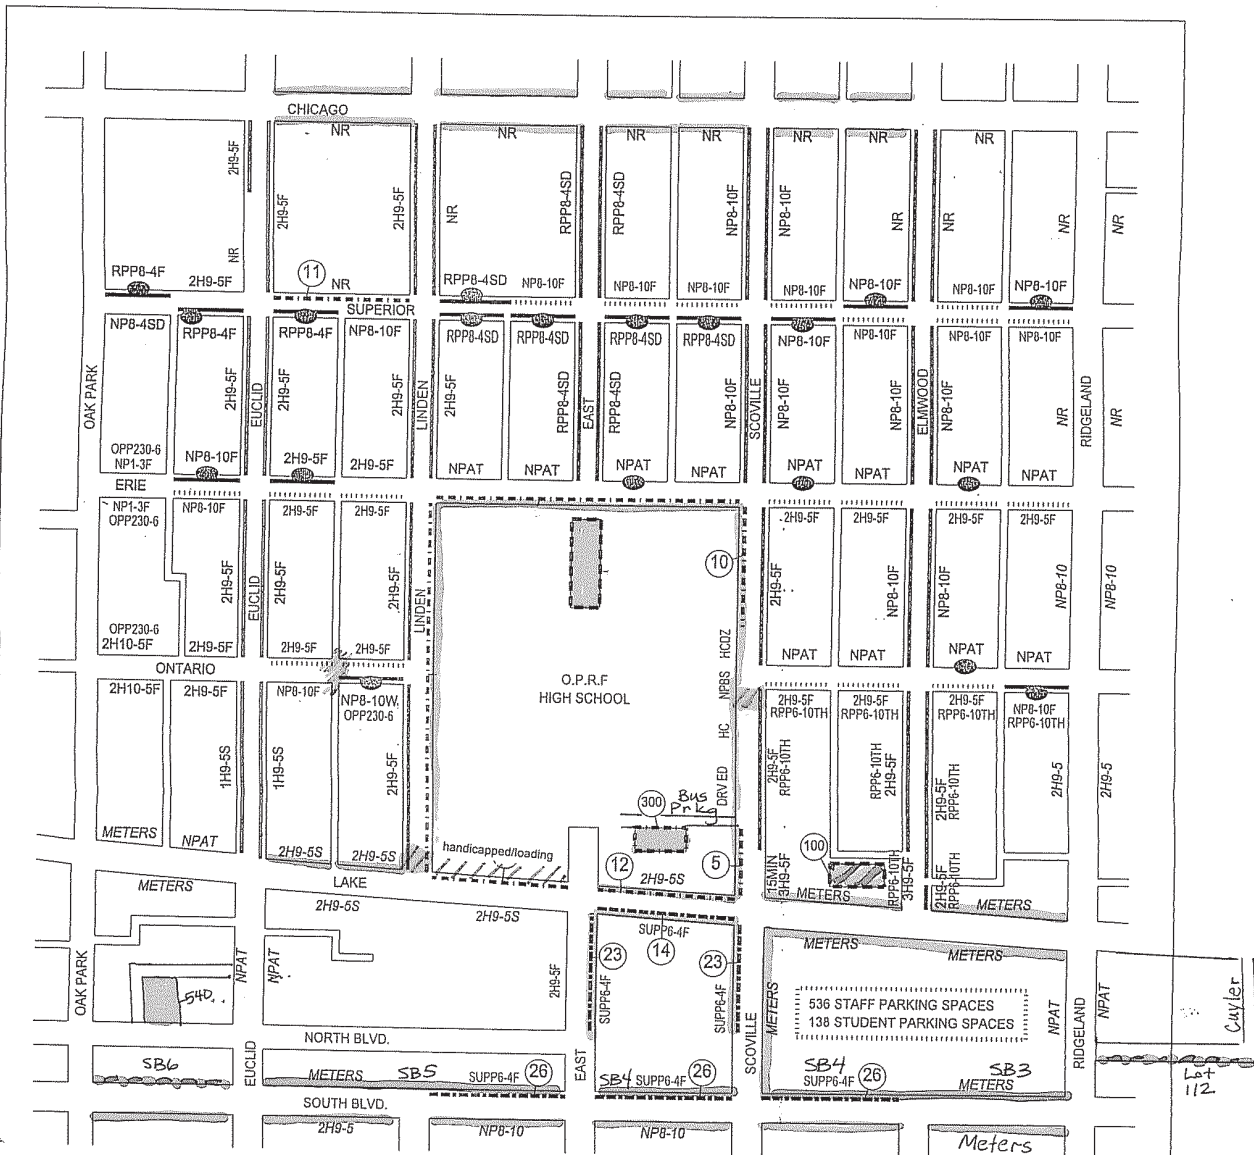 CHICAGO
NR
NR
NR
NR
NR
NR
NR
2H9-5F
NR
2H9-5F
2H9-5F
NR
RPP8-4SD
RPP8-4SD
NP8-10F
NP8-10F
NR
NR
NR
NR
RPP8-4F
2H9-5F
11
NR
RPP8-4SD
NP8-10F
NP8-10F
NP8-10F
NP8-10F
NP8-10F
NP8-10F
NP8-10F
SUPERIOR
NP8-4SD
RPP8-4F
RPP8-4F
NP8-10F
RPP8-4SD
RPP8-4SD
RPP8-4SD
RPP8-4SD
NP8-10F
NP8-10F
NP8-10F
NP8-10F
OAK PARK
2H9-5F
EUCLID
2H9-5F
2H9-5F
LINDEN
2H9-5F
RPP8-4SD
EAST
RPP8-4SD
NP8-10F
SCOVILLE
NP8-10F
NP8-10F
ELMWOOD
NP8-10F
NR
RIDGELAND
NR
OPP230-6
NP1-3F
NP8-10F
2H9-5F
2H9-5F
NPAT
NPAT
NPAT
NPAT
NPAT
NPAT
NPAT
NPAT
ERIE
NP1-3F
OPP230-6
NP8-10F
2H9-5F
2H9-5F
2H9-5F
2H9-5F
2H9-5F
2H9-5F
10
2H9-5F
EUCLID
2H9-5F
2H9-5F
LINDEN
2H9-5F
NP8-10F
NP8-10F
NP8-10
NP8-10
OPP230-6
2H10-5F
2H9-5F
2H9-5F
2H9-5F
HCDZ
NPAT
NPAT
NPAT
NPAT
ONTARIO
O.P.R.F
HIGH SCHOOL
NPBS
2H10-5F
2H9-5F
NP8-10F
NP8-10W
OPP230-6
2H9-5F
RPP6-10TH
2H9-5F
RPP6-10TH
2H9-5F
RPP6-10TH
NP8-10F
RPP6-10TH
HC
1H9-5S
1H9-5S
2H9-5F
DRV ED
2H9-5F
RPP6-10TH
RPP6-10TH
2H9-5F
2H9-5F
RPP6-10TH
2H9-5
2H9-5
300
Bus
Prkg
METERS
NPAT
2H9-5S
2H9-5S
handicapped/loading
100
METERS
LAKE
12
2H9-5S
5
15MIN
3H9-5F
METERS
RPP6-10TH
3H9-5F
2H9-5F
RPP6-10TH
METERS
2H9-5S
2H9-5S
SUPP6-4F
14
METERS
METERS
OAK PARK
NPAT
NPAT
2H9-5F
23
SUPP6-4F
23
SUPP6-4F
METERS
536 STAFF PARKING SPACES
138 STUDENT PARKING SPACES
NPAT
RIDGELAND
NPAT
Cuyler
540
NORTH BLVD.
SCOVILLE
EUCLID
EAST
SB6
METERS
SB5
SUPP6-4F
26
SB4
SUPP6-4F
26
SB4
SUPP6-4F
26
SB3
METERS
Lot
112
SOUTH BLVD.
2H9-5
NP8-10
NP8-10
Meters